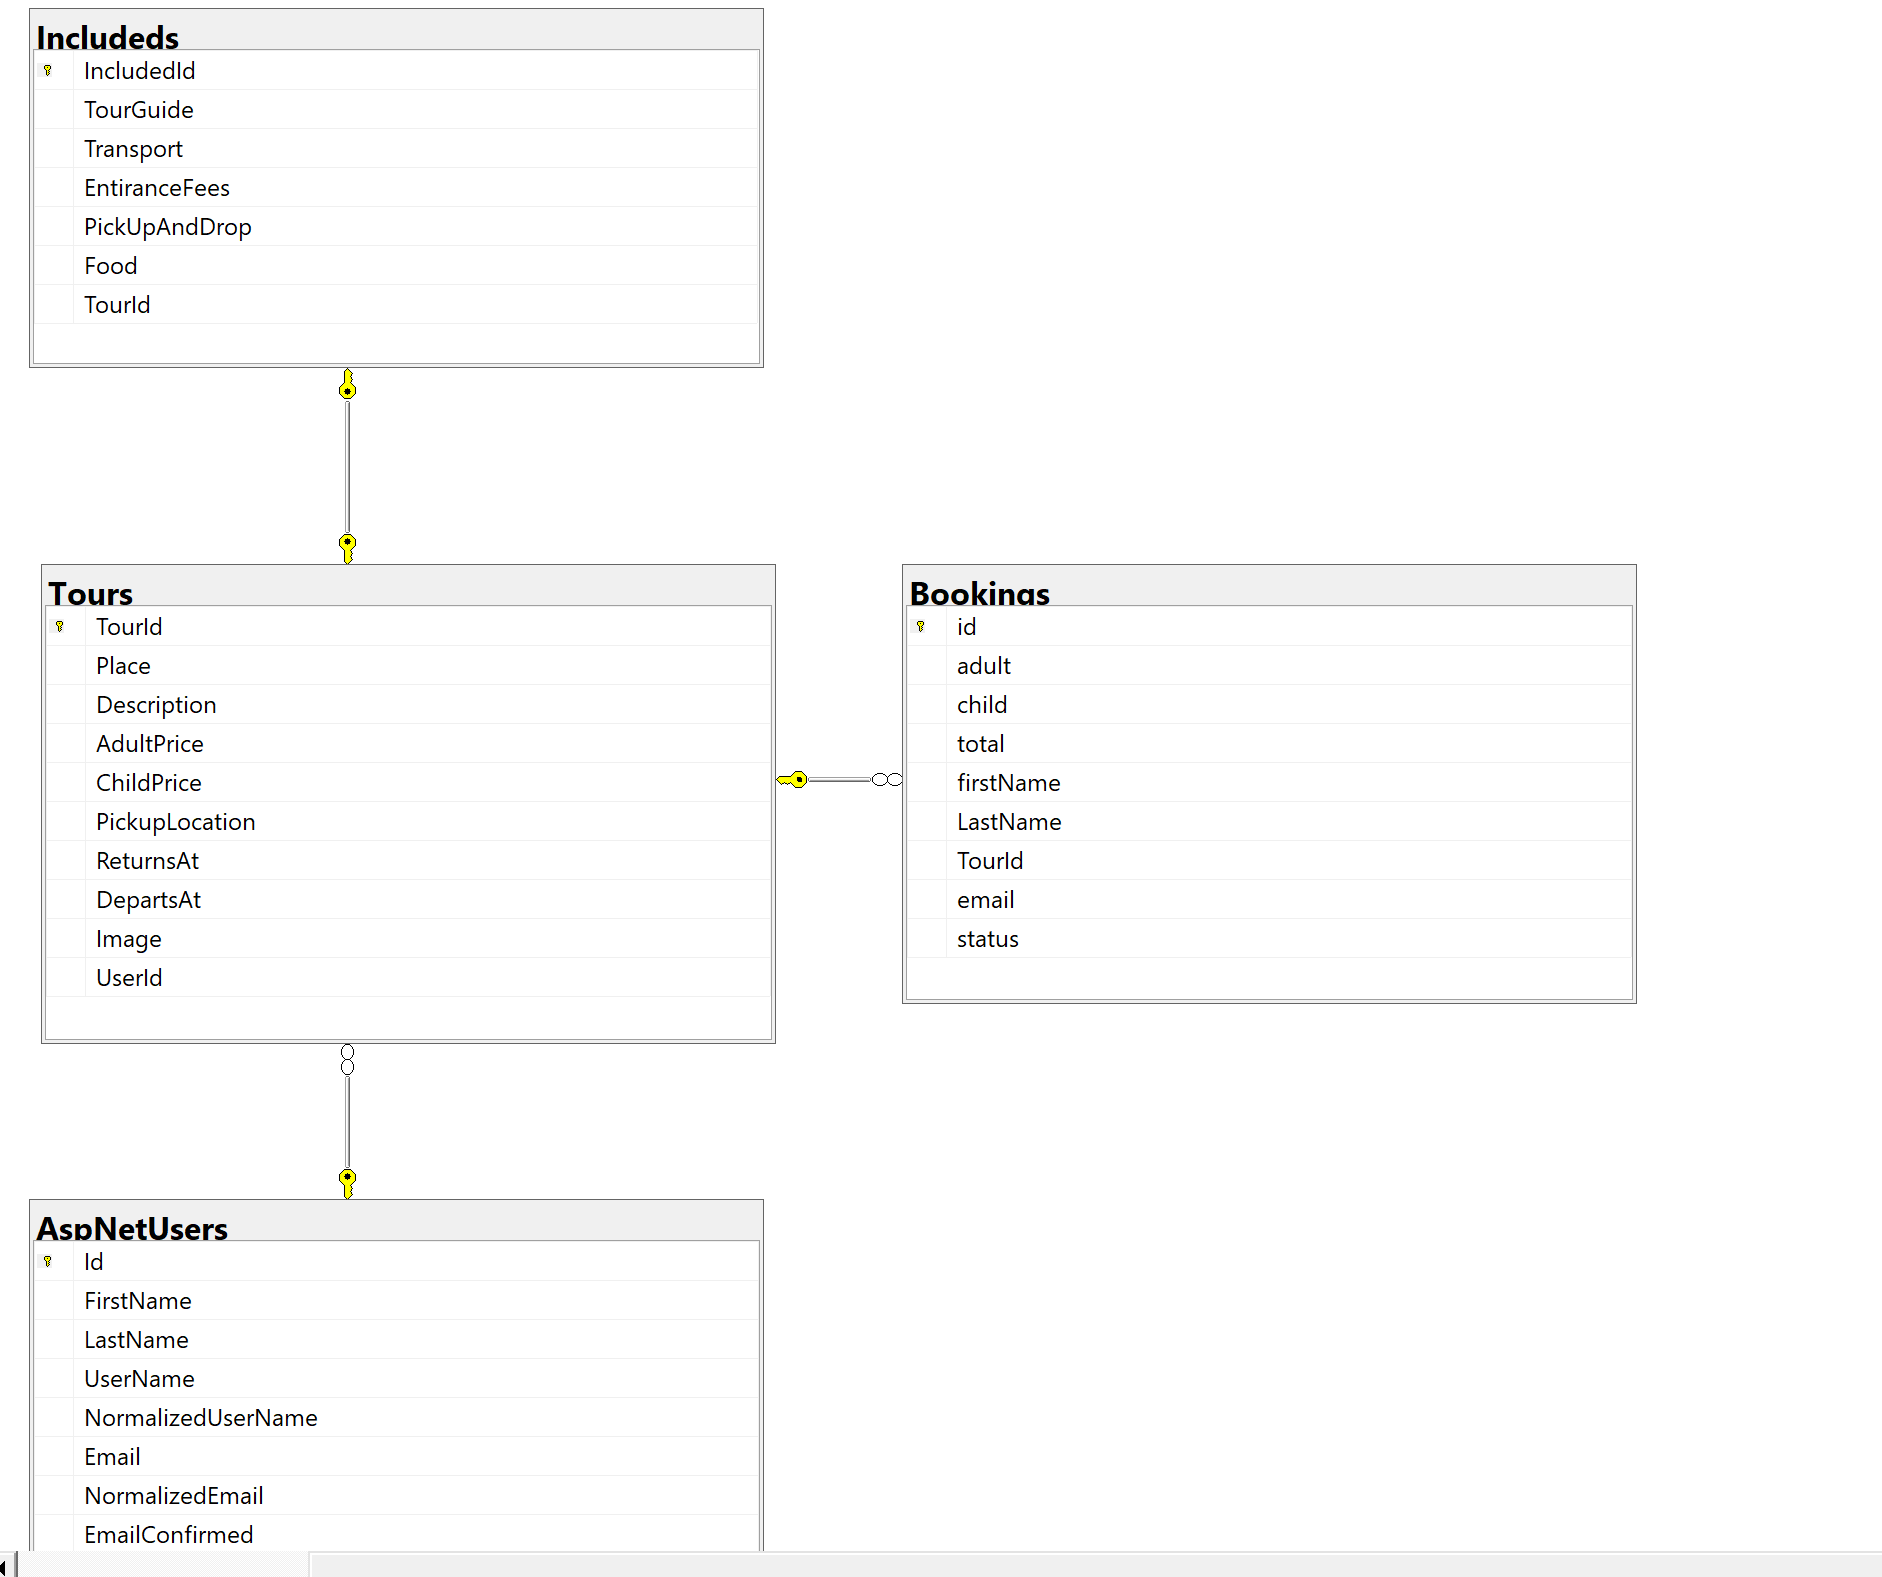 Includeds
IncludedId
TourGuide
Transport
EntiranceFees
PickUpAndDrop
Food
TourId
Tours
TourId
Place
Description
AdultPrice
ChildPrice
PickupLocation
ReturnsAt
DepartsAt
Image
UserId
Bookings
id
adult
child
total
firstName
LastName
TourId
email
status
AspNetUsers
Id
FirstName
LastName
UserName
NormalizedUserName
Email
NormalizedEmail
EmailConfirmed